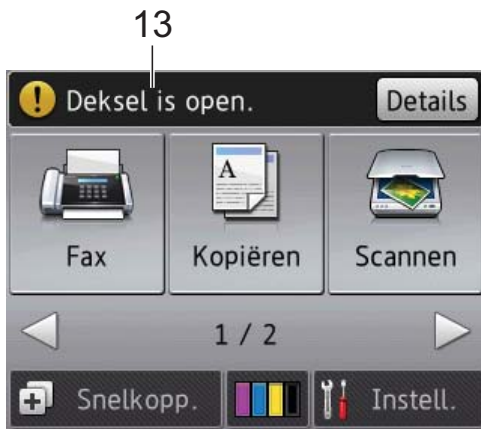 13
Deksel is open. Details
A
Fax Kopiëren Scannen
1 / 2
Snelkopp. Instell.